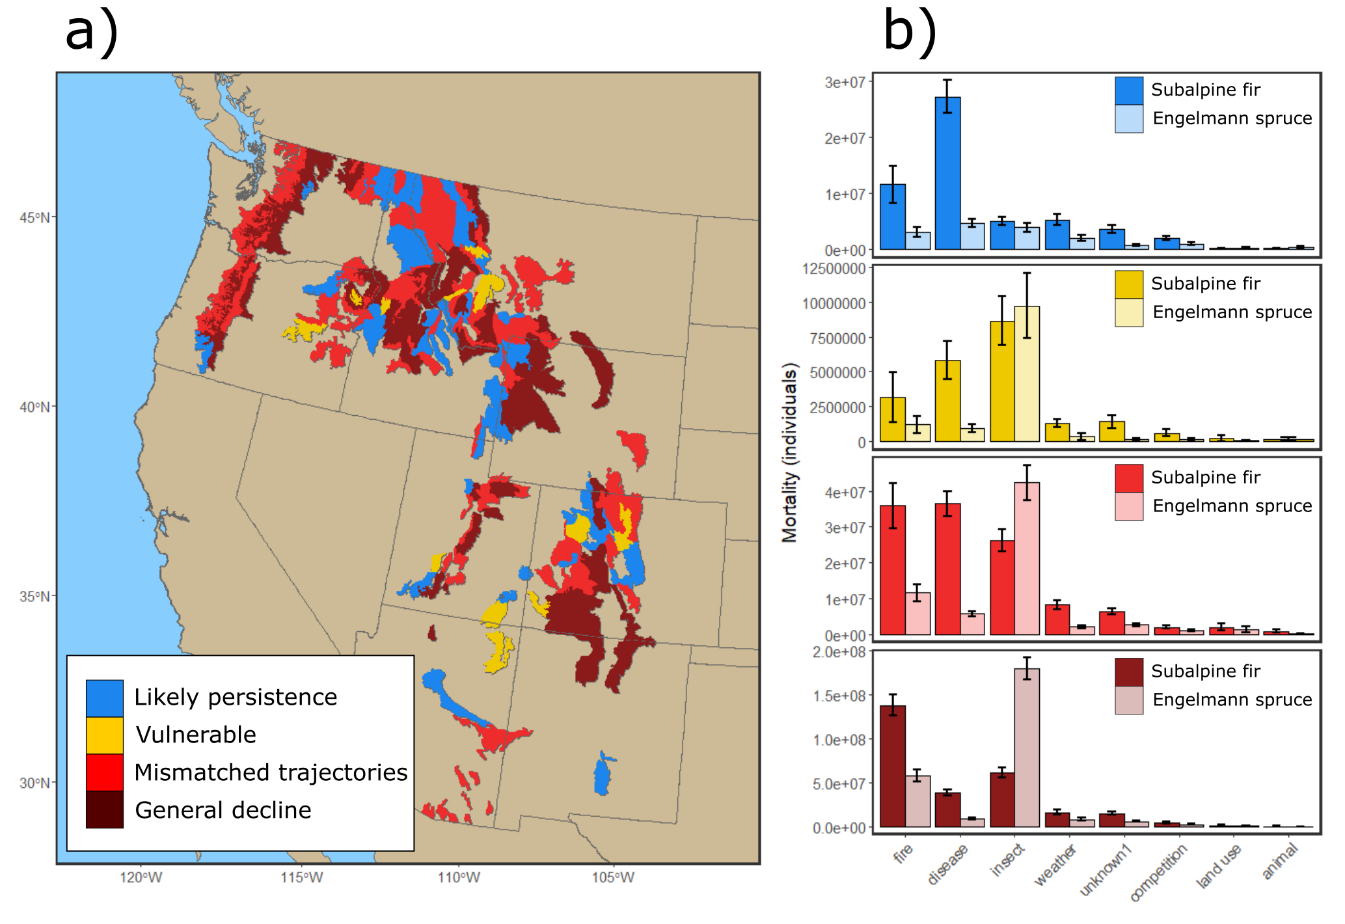 a)
45°N
40°N
35°N
30°N
120°W
115°W
110°W
105°W
Likely persistence
Vulnerable
Mismatched trajectories
General decline
b)
Mortality (individuals)
3e+07
2e+07
1e+07
0e+00
Subalpine fir
Engelmann spruce
12500000
10000000
7500000
5000000
2500000
0
Subalpine fir
Engelmann spruce
4e+07
3e+07
2e+07
1e+07
0e+00
Subalpine fir
Engelmann spruce
2.0e+08
1.5e+08
1.0e+08
5.0e+07
0.0e+00
Subalpine fir
Engelmann spruce
fire
disease
insect
weather
unknown1
competition
land use
animal